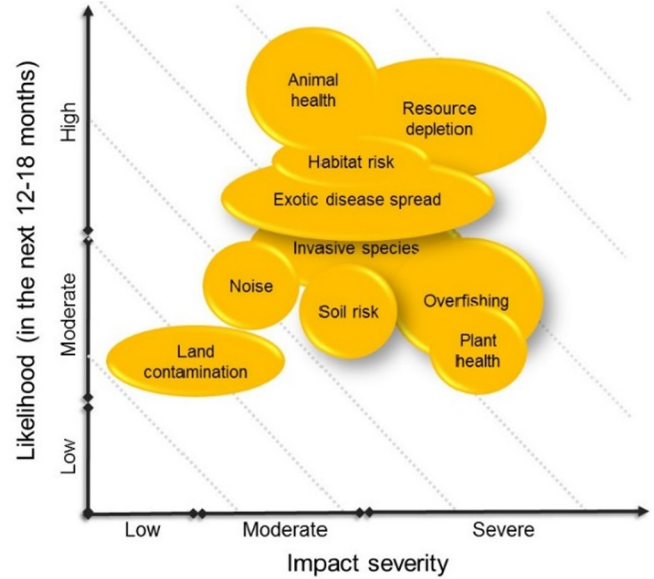 Likelihood (in the next 12-18 months)
High
Moderate
Low
Animal
health
Resource
depletion
Habitat risk
Exotic disease spread
Invasive species
Noise
Soil risk
Overfishing
Plant
health
Land
contamination
Low
Moderate
Severe
Impact severity